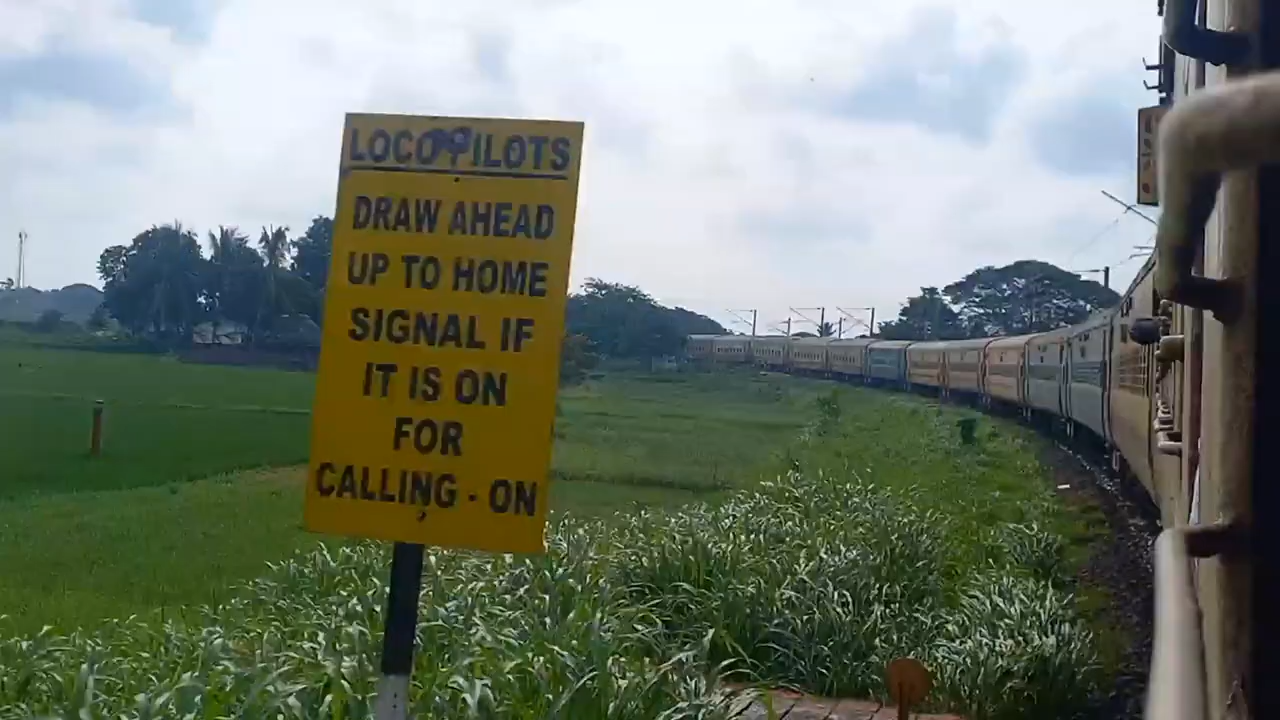 LOCO PILOTS
DRAW AHEAD
UP TO HOME
SIGNAL IF
IT IS ON
FOR
CALLING - ON